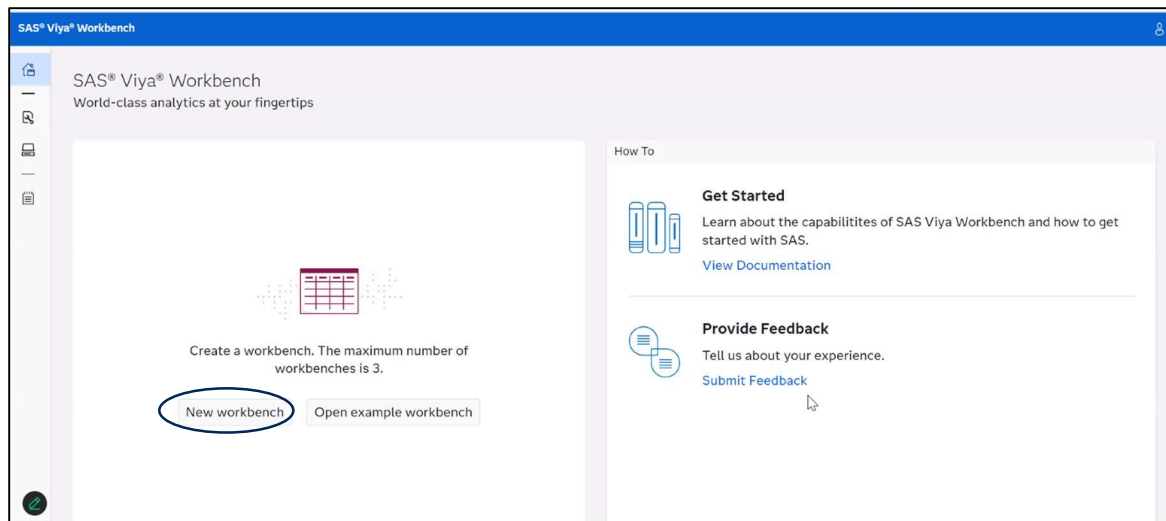 SAS® Viya® Workbench
SAS® Viya® Workbench
World-class analytics at your fingertips
Create a workbench. The maximum number of
workbenches is 3.
New workbench
Open example workbench
How To
Get Started
Learn about the capabilitites of SAS Viya Workbench and how to get
started with SAS.
View Documentation
Provide Feedback
Tell us about your experience.
Submit Feedback